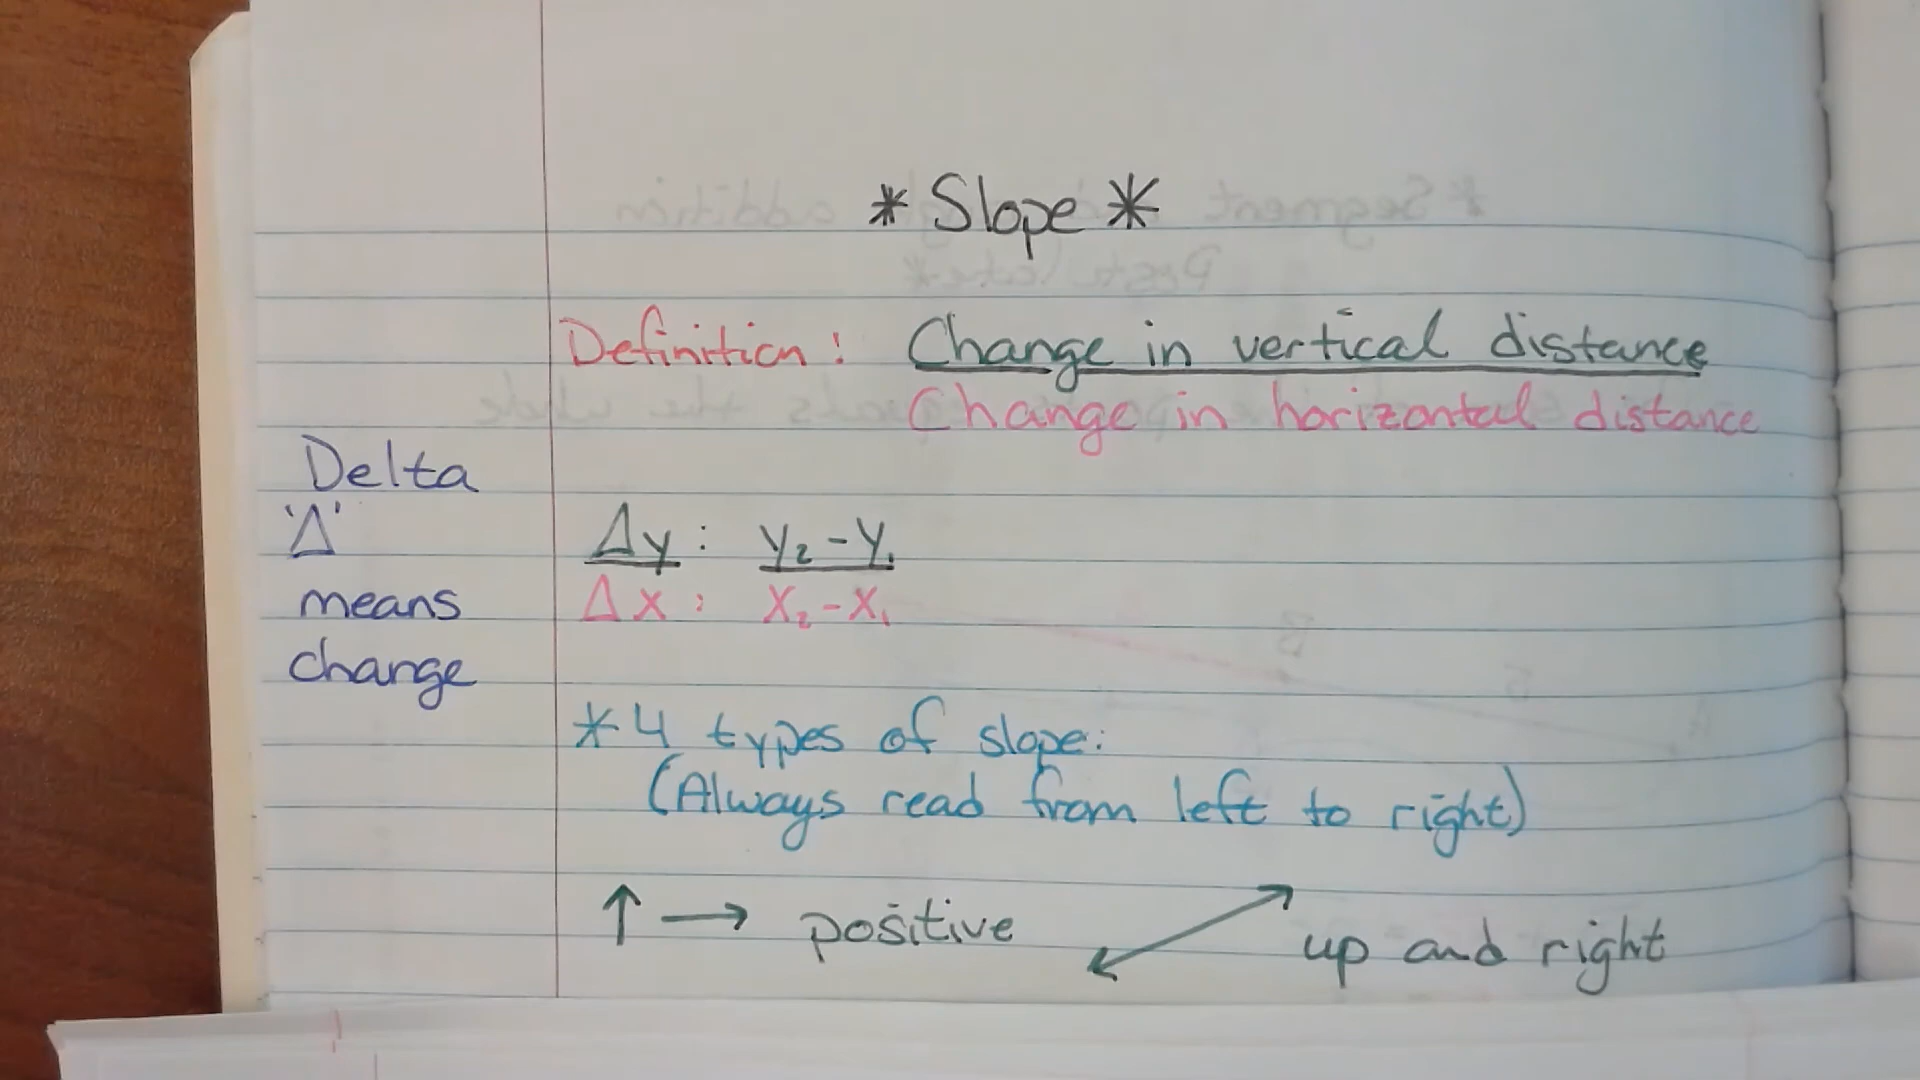 * Slope *
Definition: Change in vertical distance
Change in horizontal distance
Delta
'Δ'
means
change
Δy : y₂-y₁
Δx : x₂-x₁
*4 types of slope:
(Always read from left to right)
↑ → positive up and right